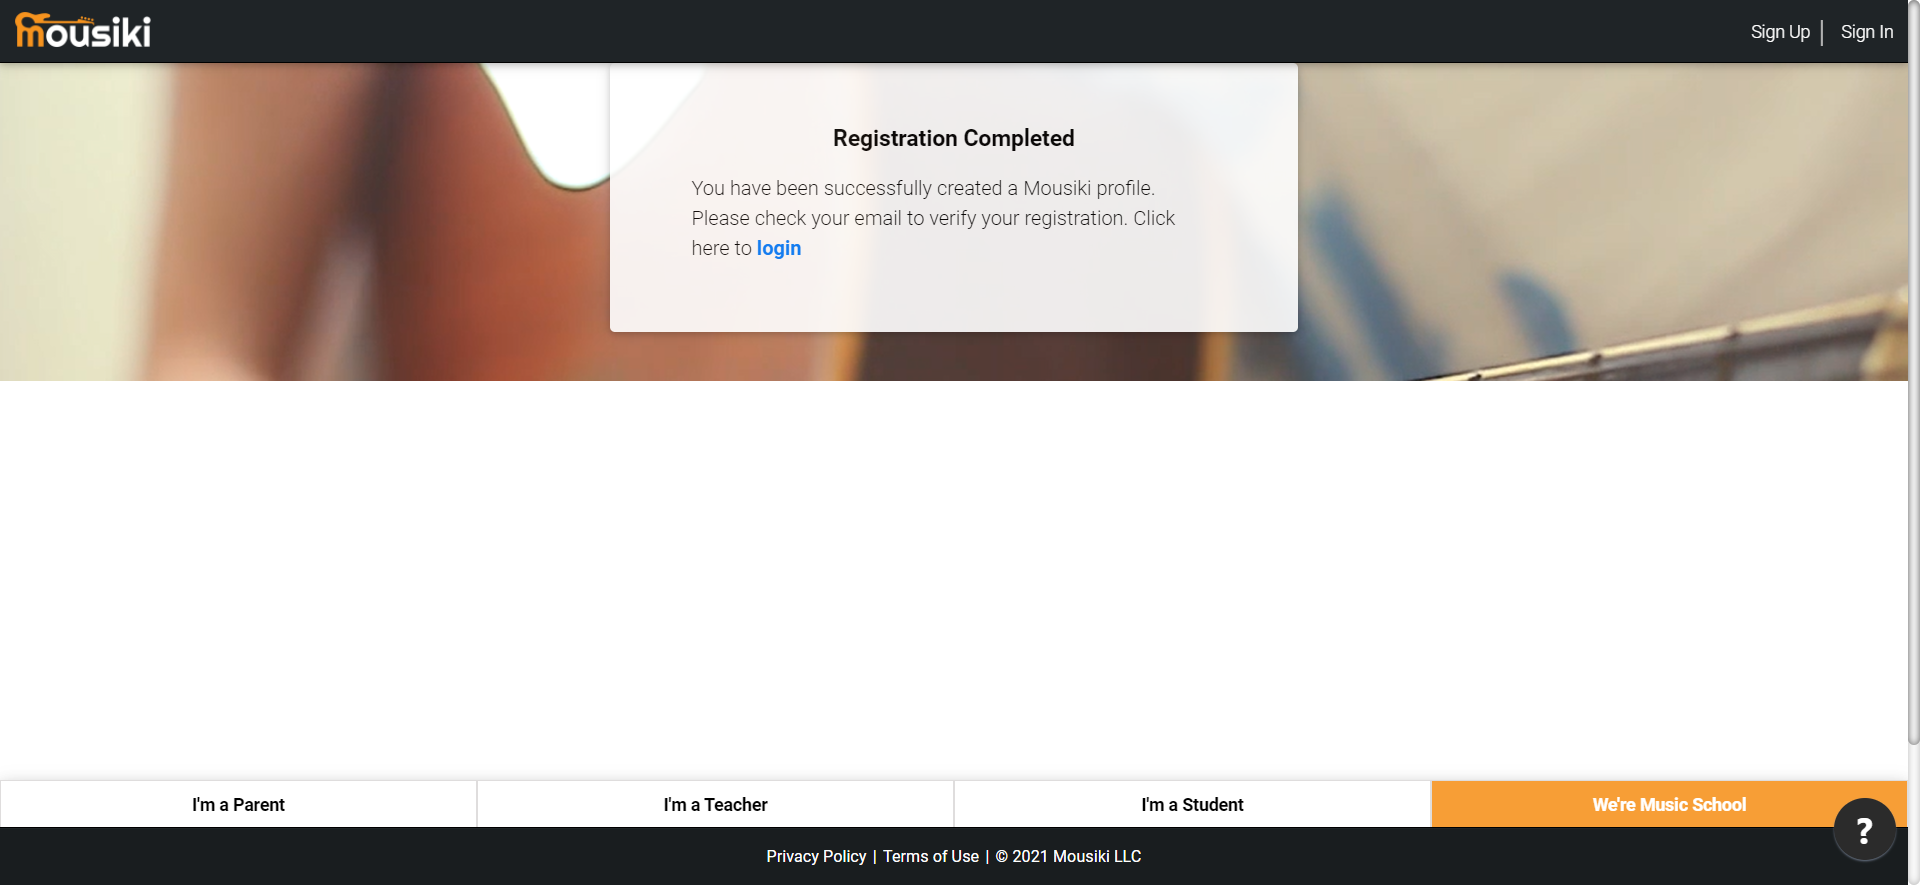 mousiki
Sign Up | Sign In
Registration Completed
You have been successfully created a Mousiki profile.
Please check your email to verify your registration. Click
here to login
I'm a Parent
I'm a Teacher
I'm a Student
We're Music School
?
Privacy Policy | Terms of Use | © 2021 Mousiki LLC